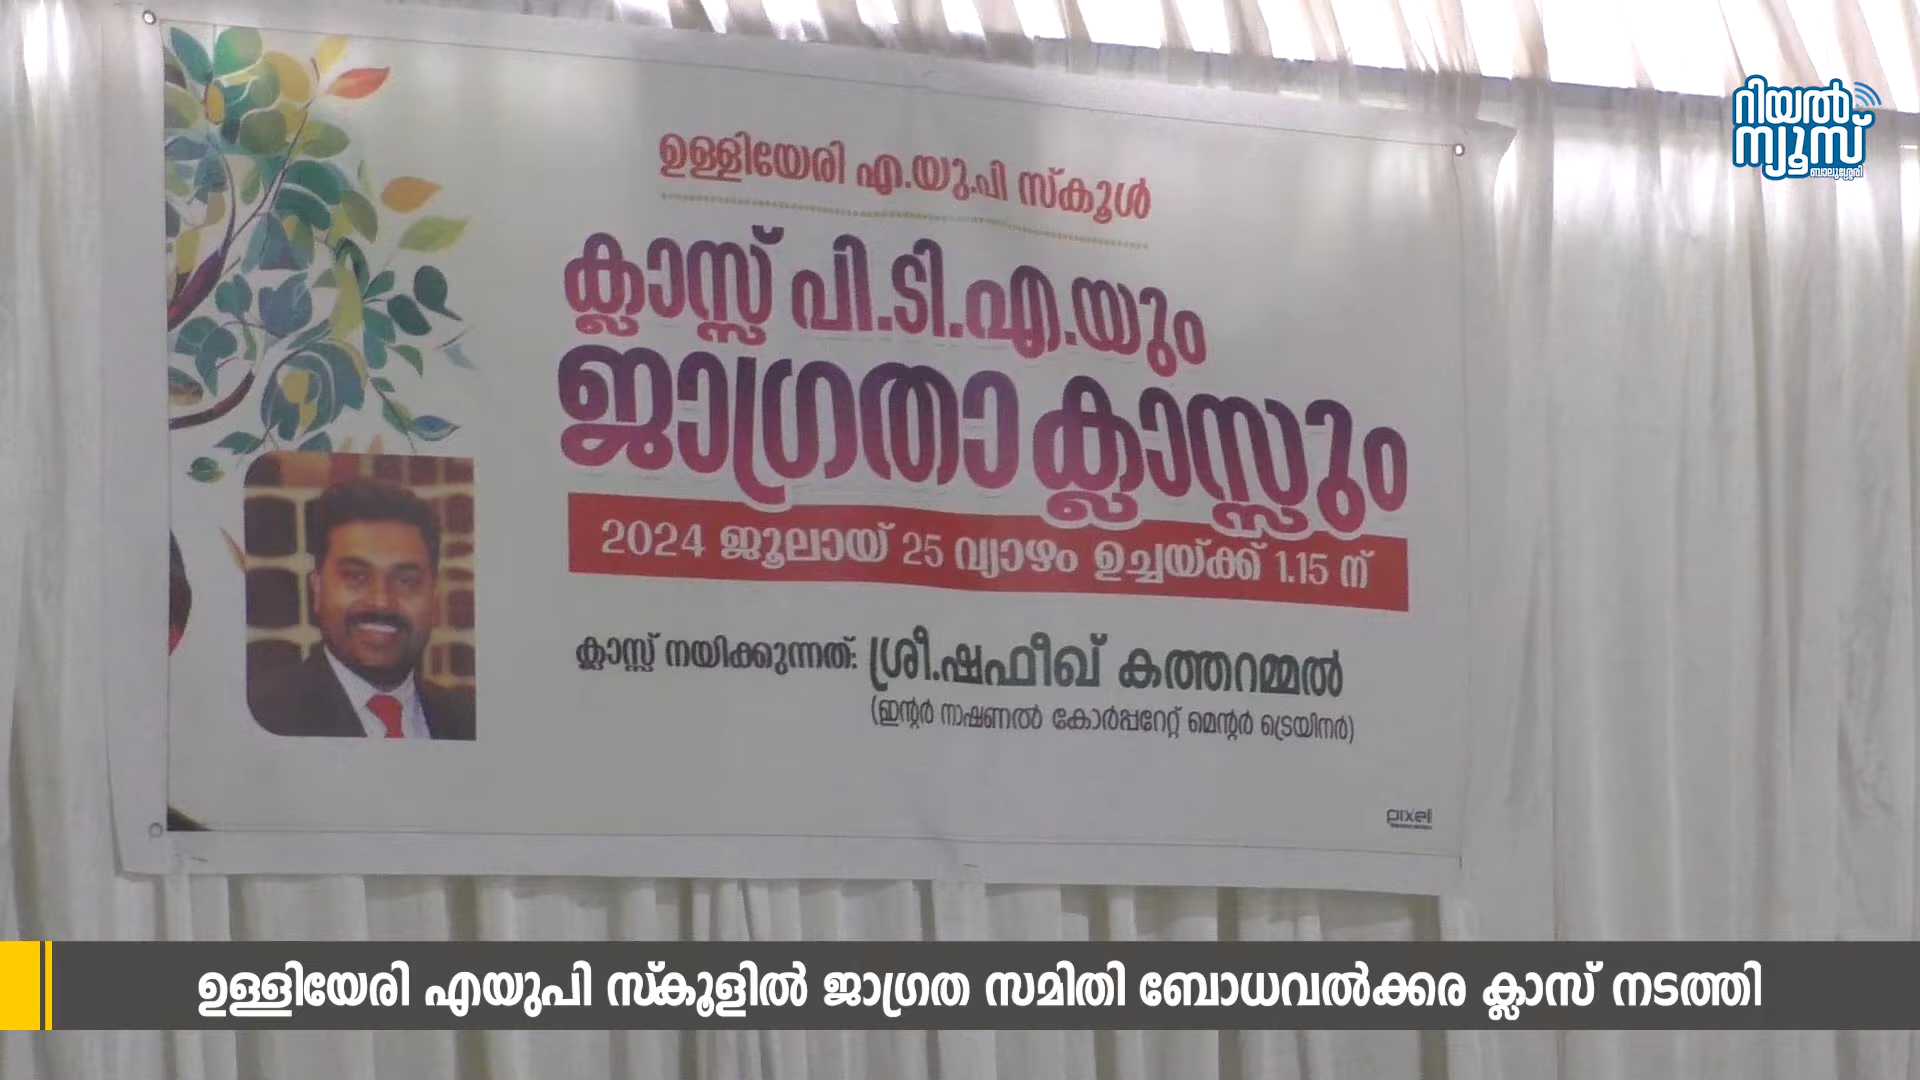 റിയൽ
ന്യൂസ്
ബാലുശ്ശേരി
ഉള്ളിയേരി എ.യു.പി സ്കൂൾ
ക്ലാസ്സ് പി.ടി.എ.യും
ജാഗ്രതാ ക്ലാസ്സും
2024 ജൂലായ് 25 വ്യാഴം ഉച്ചയ്ക്ക് 1.15 ന്
ക്ലാസ്സ് നയിക്കുന്നത്: ശ്രീ.ഷഫീഖ് കത്തറമ്മൽ
(ഇന്റർ നാഷണൽ കോർപ്പറേറ്റ് മെന്റർ ട്രെയിനർ)
pixel
ഉള്ളിയേരി എയുപി സ്കൂളിൽ ജാഗ്രത സമിതി ബോധവൽക്കര ക്ലാസ് നടത്തി